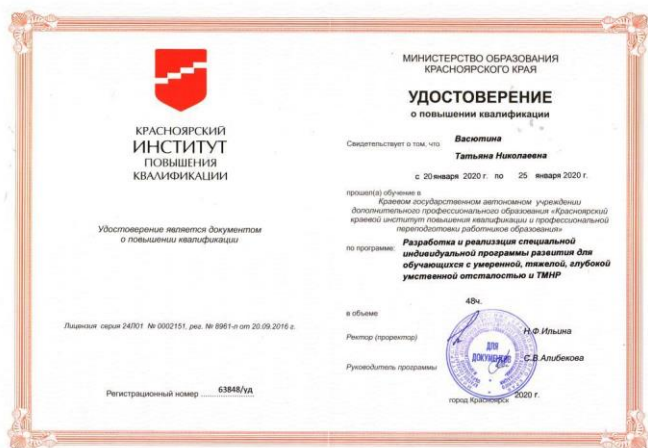 КРАСНОЯРСКИЙ
ИНСТИТУТ
ПОВЫШЕНИЯ
КВАЛИФИКАЦИИ
Удостоверение является документом
о повышении квалификации
Лицензия серия 24Л01 № 0002151, рег. № 8961-л от 20.09.2016 г.
Регистрационный номер 63848/уд
МИНИСТЕРСТВО ОБРАЗОВАНИЯ
КРАСНОЯРСКОГО КРАЯ
УДОСТОВЕРЕНИЕ
о повышении квалификации
Свидетельствует о том, что Васютина
Татьяна Николаевна
с 20 января 2020 г. по 25 января 2020 г.
прошел(а) обучение в
Краевом государственном автономном учреждении
дополнительного профессионального образования «Красноярский
краевой институт повышения квалификации и профессиональной
переподготовки работников образования»
по программе: Разработка и реализация специальной
индивидуальной программы развития для
обучающихся с умеренной, тяжелой, глубокой
умственной отсталостью и ТМНР
48ч.
в объеме
Ректор (проректор) Н.Ф.Ильина
ДЛЯ
ДОКУМЕНТОВ
Руководитель программы С.В.Алибекова
город Красноярск 2020 г.